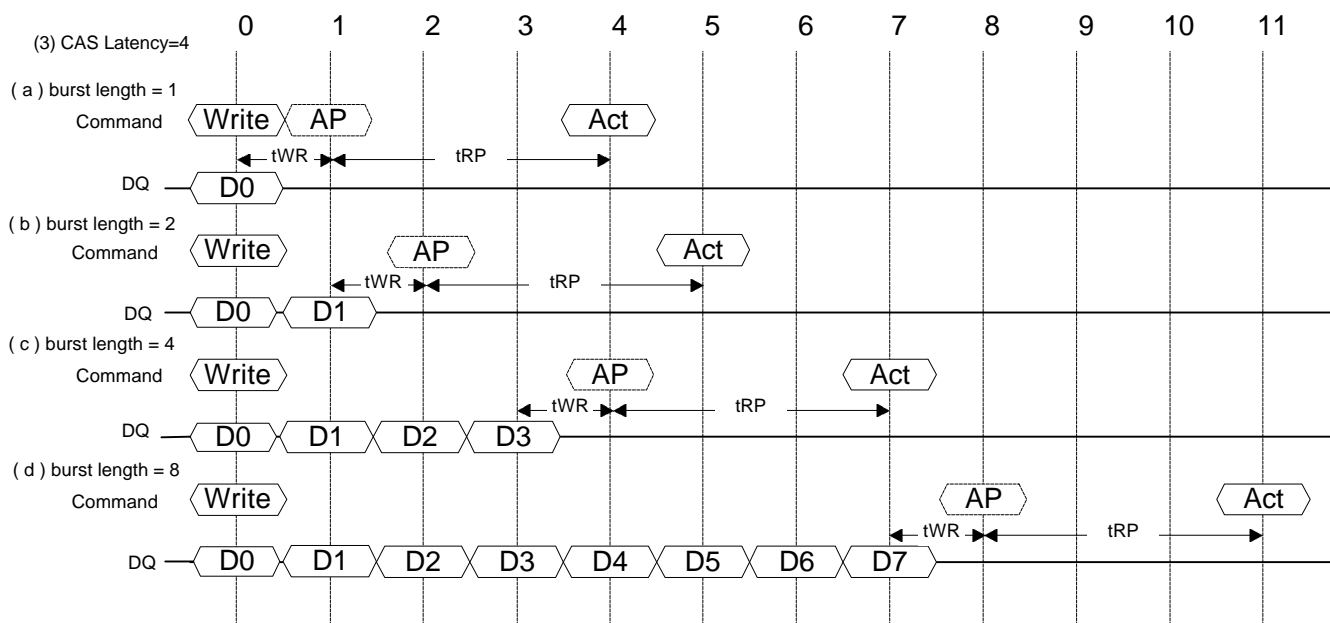 0 1 2 3 4 5 6 7 8 9 10 11
(3) CAS Latency=4
( a ) burst length = 1
Command Write AP Act
tWR tRP
DQ D0
( b ) burst length = 2
Command Write AP Act
tWR tRP
DQ D0 D1
( c ) burst length = 4
Command Write AP Act
tWR tRP
DQ D0 D1 D2 D3
( d ) burst length = 8
Command Write AP Act
tWR tRP
DQ D0 D1 D2 D3 D4 D5 D6 D7